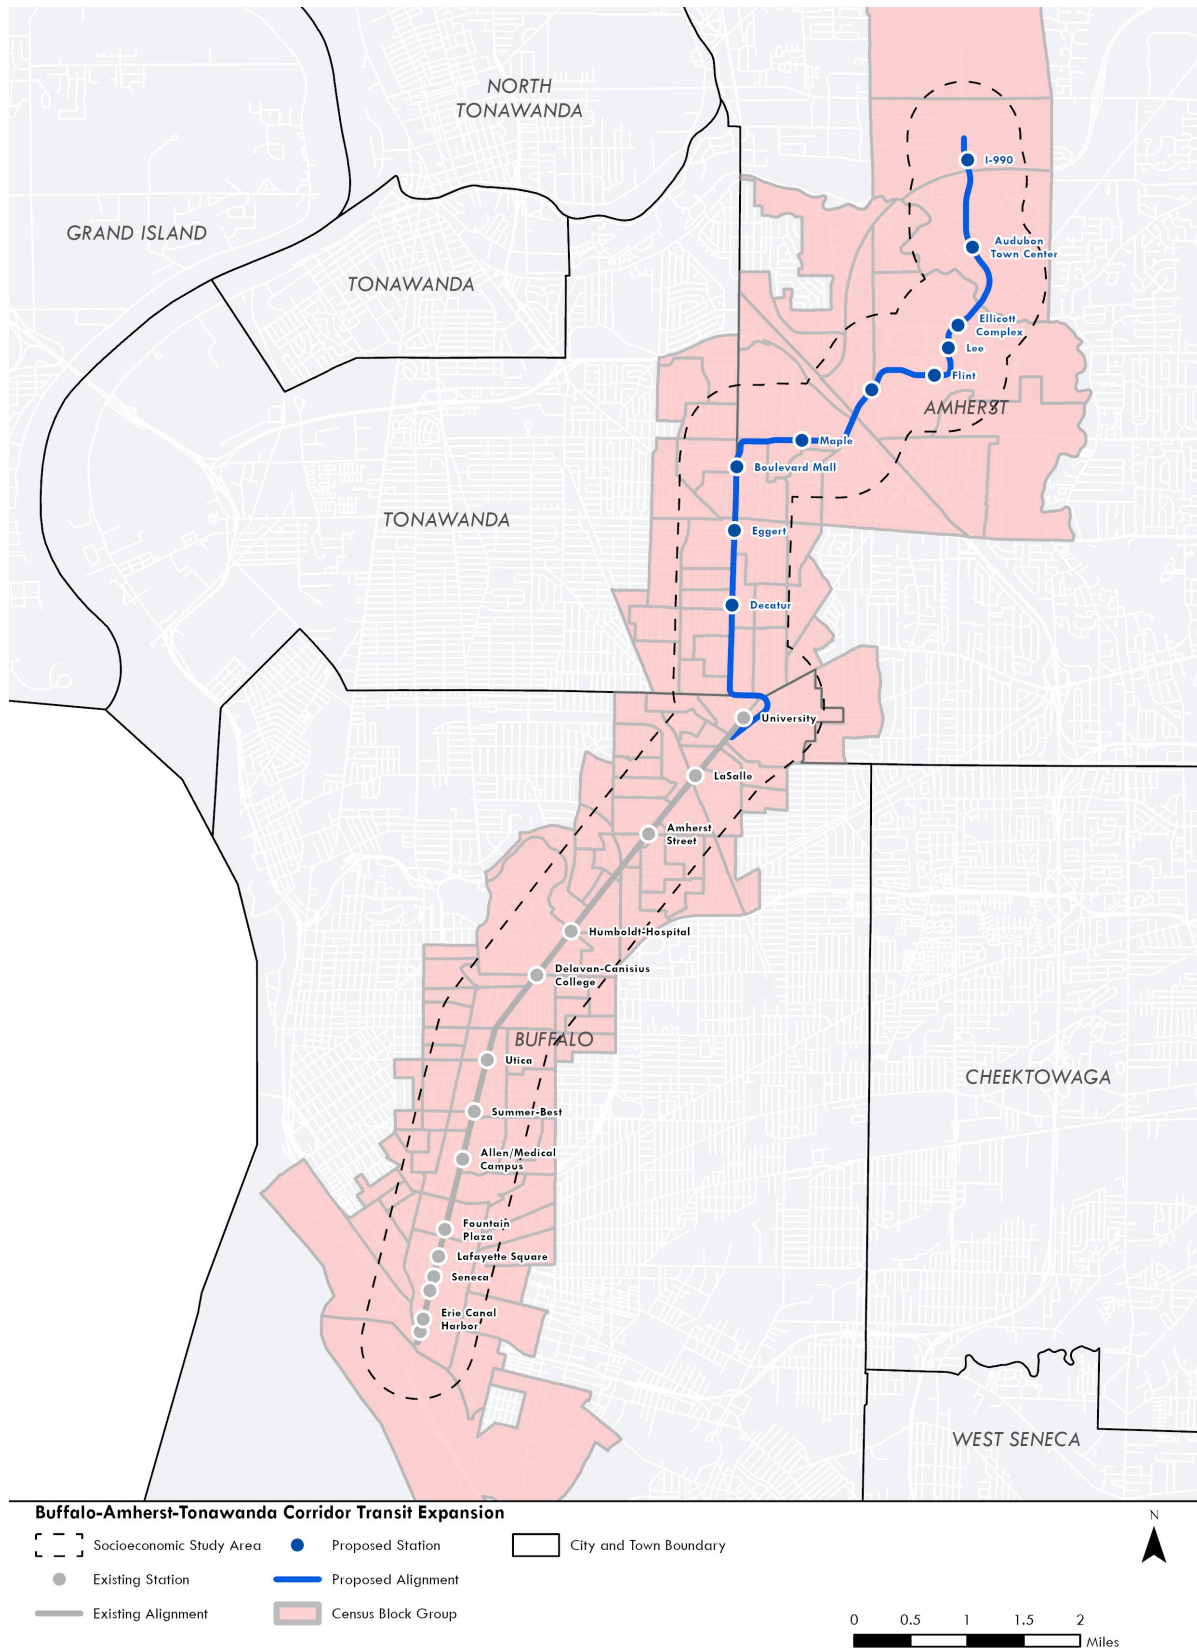 NORTH
TONAWANDA
I-990
GRAND ISLAND
Audubon
Town Center
TONAWANDA
Ellicott
Complex
Lee
Flint
AMHERST
Maple
Boulevard Mall
TONAWANDA
Eggert
Decatur
University
LaSalle
Amherst
Street
Humboldt-Hospital
Delavan-Canisius
College
BUFFALO
Utica
CHEEKTOWAGA
Summer-Best
Allen/Medical
Campus
Fountain
Plaza
Lafayette Square
Seneca
Erie Canal
Harbor
WEST SENECA
Buffalo-Amherst-Tonawanda Corridor Transit Expansion
Socioeconomic Study Area
Proposed Station
City and Town Boundary
Existing Station
Proposed Alignment
Existing Alignment
Census Block Group
N
0 0.5 1 1.5 2
Miles